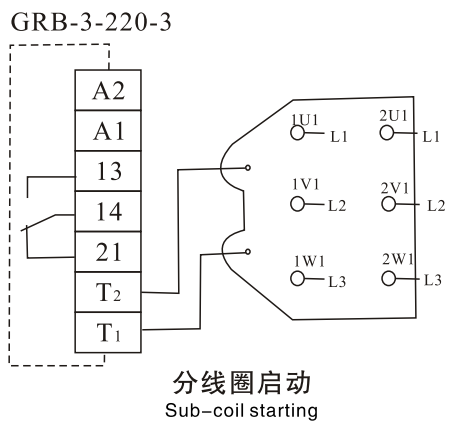 GRB-3-220-3
A2
A1
13
14
21
T2
T1
1U1 L1 2U1 L1
1V1 L2 2V1 L2
1W1 L3 2W1 L3
分线圈启动
Sub-coil starting